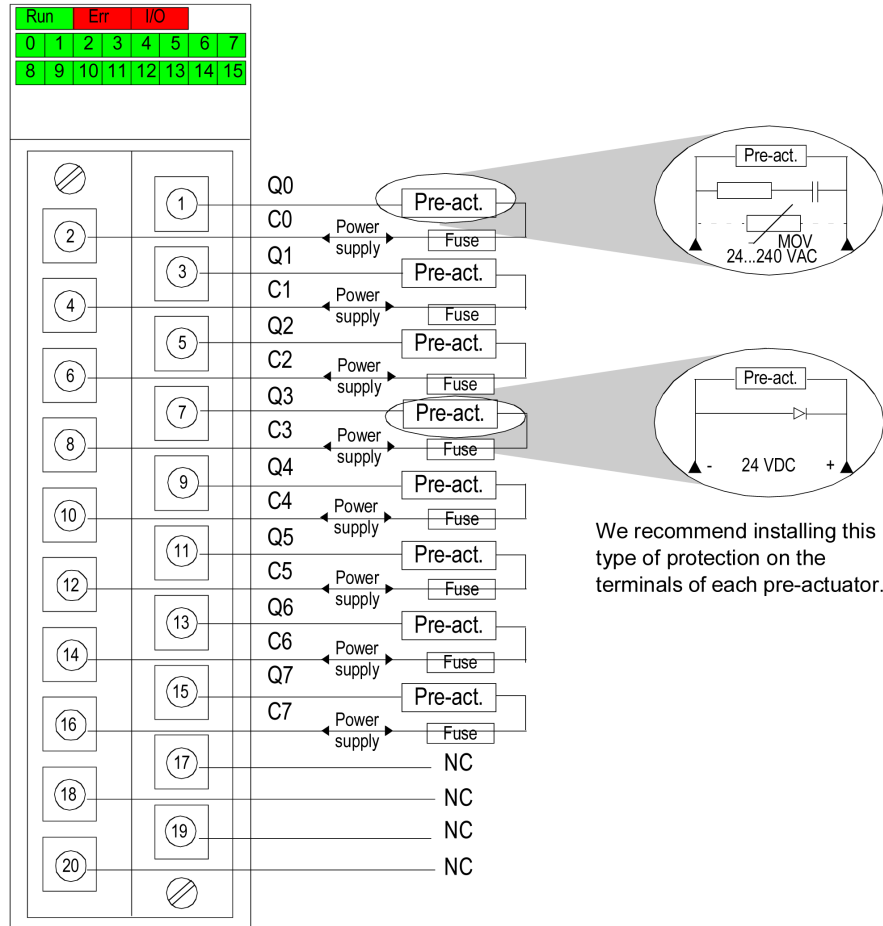 Run Err I/O
0 1 2 3 4 5 6 7
8 9 10 11 12 13 14 15
1 Q0 Pre-act.
2 C0 Power supply Fuse
3 Q1 Pre-act.
4 C1 Power supply Fuse
5 Q2 Pre-act.
6 C2 Power supply Fuse
7 Q3 Pre-act.
8 C3 Power supply Fuse
9 Q4 Pre-act.
10 C4 Power supply Fuse
11 Q5 Pre-act.
12 C5 Power supply Fuse
13 Q6 Pre-act.
14 C6 Power supply Fuse
15 Q7 Pre-act.
16 C7 Power supply Fuse
17 NC
18 NC
19 NC
20 NC
Pre-act.
MOV
24...240 VAC
Pre-act.
- 24 VDC +
We recommend installing this
type of protection on the
terminals of each pre-actuator.